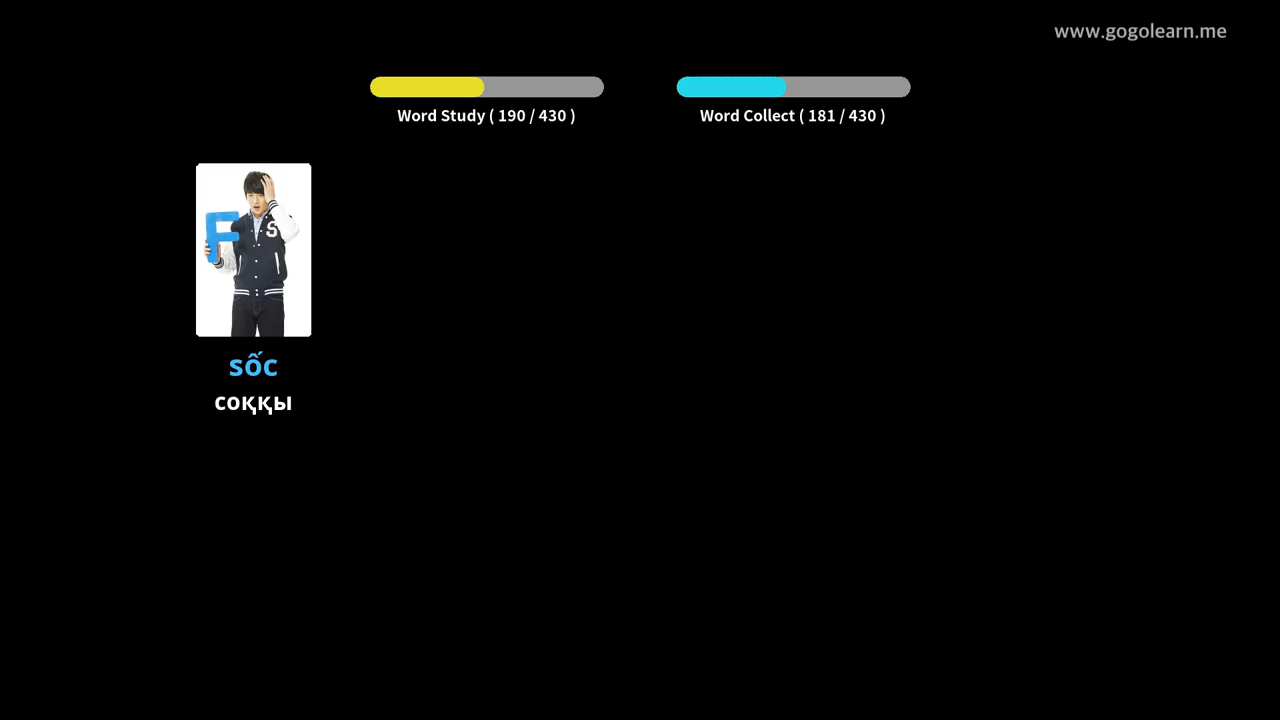 www.gogolearn.me
Word Study ( 190 / 430 )
Word Collect ( 181 / 430 )
F
S
sốc
соққы